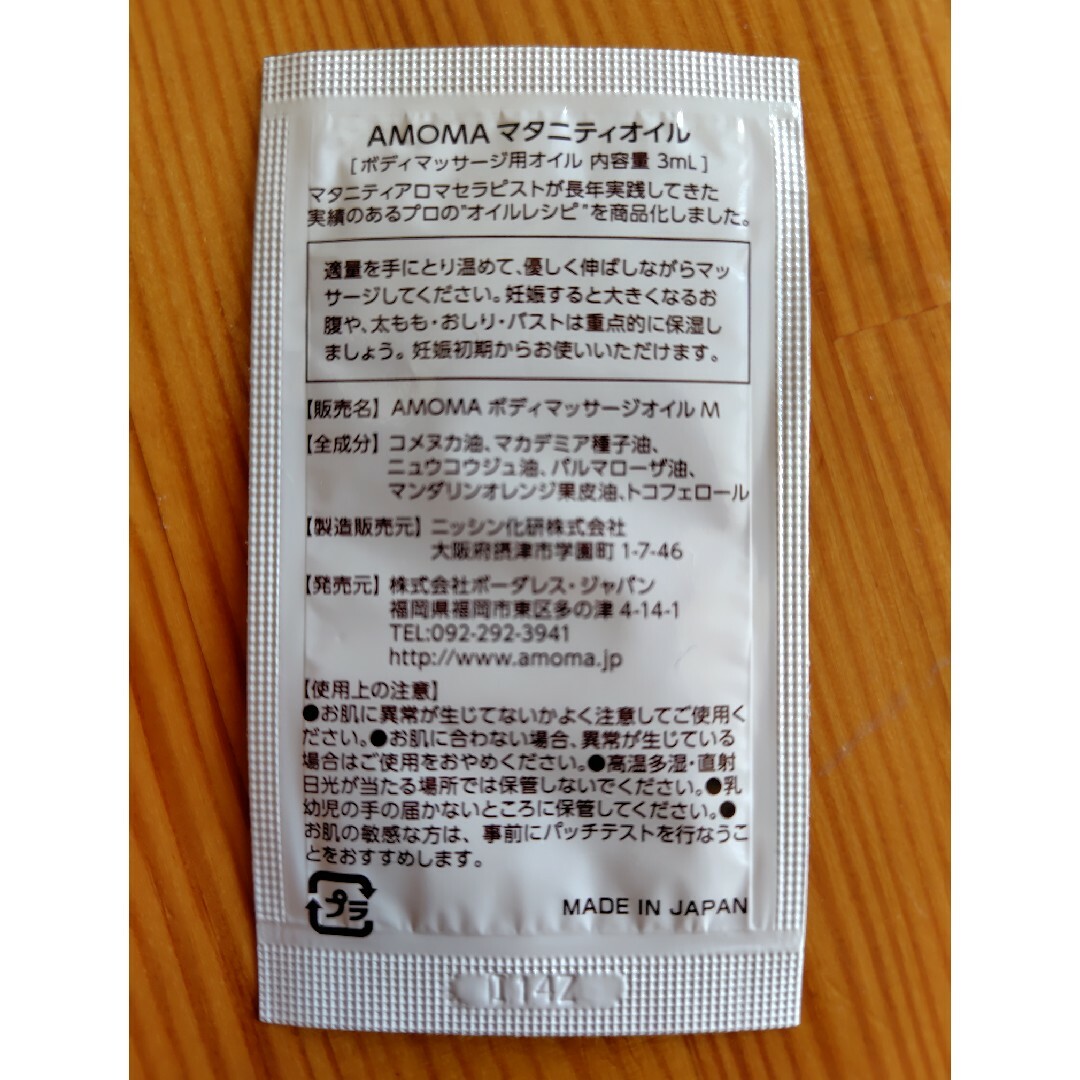 AMOMA マタニティオイル
[ボディマッサージ用オイル 内容量 3mL]
マタニティアロマセラピストが長年実践してきた
実績のあるプロの"オイルレシピ"を商品化しました。
適量を手にとり温めて、優しく伸ばしながらマッ
サージしてください。妊娠すると大きくなるお
腹や、太もも・おしり・バストは重点的に保湿し
ましょう。妊娠初期からお使いいただけます。
【販売名】 AMOMA ボディマッサージオイル M
【全成分】 コメヌカ油、マカデミア種子油、
ニュウコウジュ油、パルマローザ油、
マンダリンオレンジ果皮油、トコフェロール
【製造販売元】 ニッシン化研株式会社
大阪府摂津市学園町 1-7-46
【発売元】 株式会社ボーダレス・ジャパン
福岡県福岡市東区多の津 4-14-1
TEL:092-292-3941
http://www.amoma.jp
【使用上の注意】
●お肌に異常が生じてないかよく注意してご使用く
ださい。●お肌に合わない場合、異常が生じている
場合はご使用をおやめください。●高温多湿・直射
日光が当たる場所では保管しないでください。●乳
幼児の手の届かないところに保管してください。●
お肌の敏感な方は、事前にパッチテストを行なうこ
とをおすすめします。
プラ
MADE IN JAPAN
I 14Z